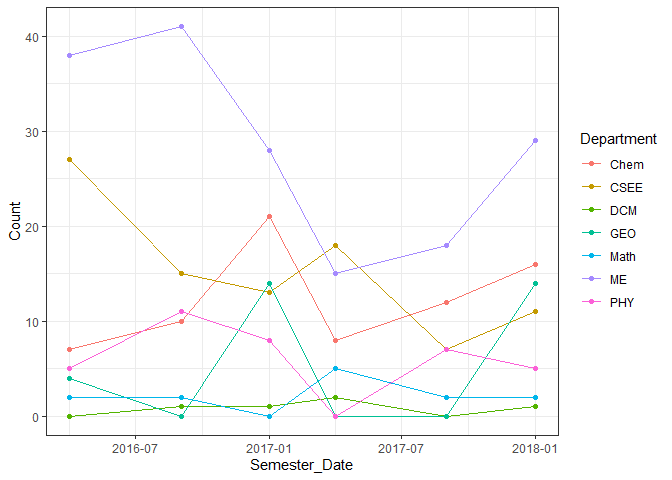 40
30
20
10
0
Count
2016-07
2017-01
2017-07
2018-01
Semester_Date
Department
Chem
CSEE
DCM
GEO
Math
ME
PHY